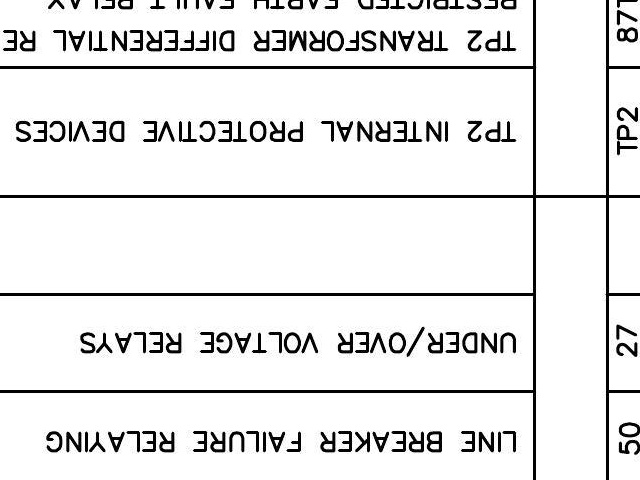 50
LINE BREAKER FAILURE RELAYING
27
UNDER/OVER VOLTAGE RELAYS
TP2
TP2 INTERNAL PROTECTIVE DEVICES
87T
TP2 TRANSFORMER DIFFERENTIAL RE
RESTRICTED EARTH FAULT RELAY